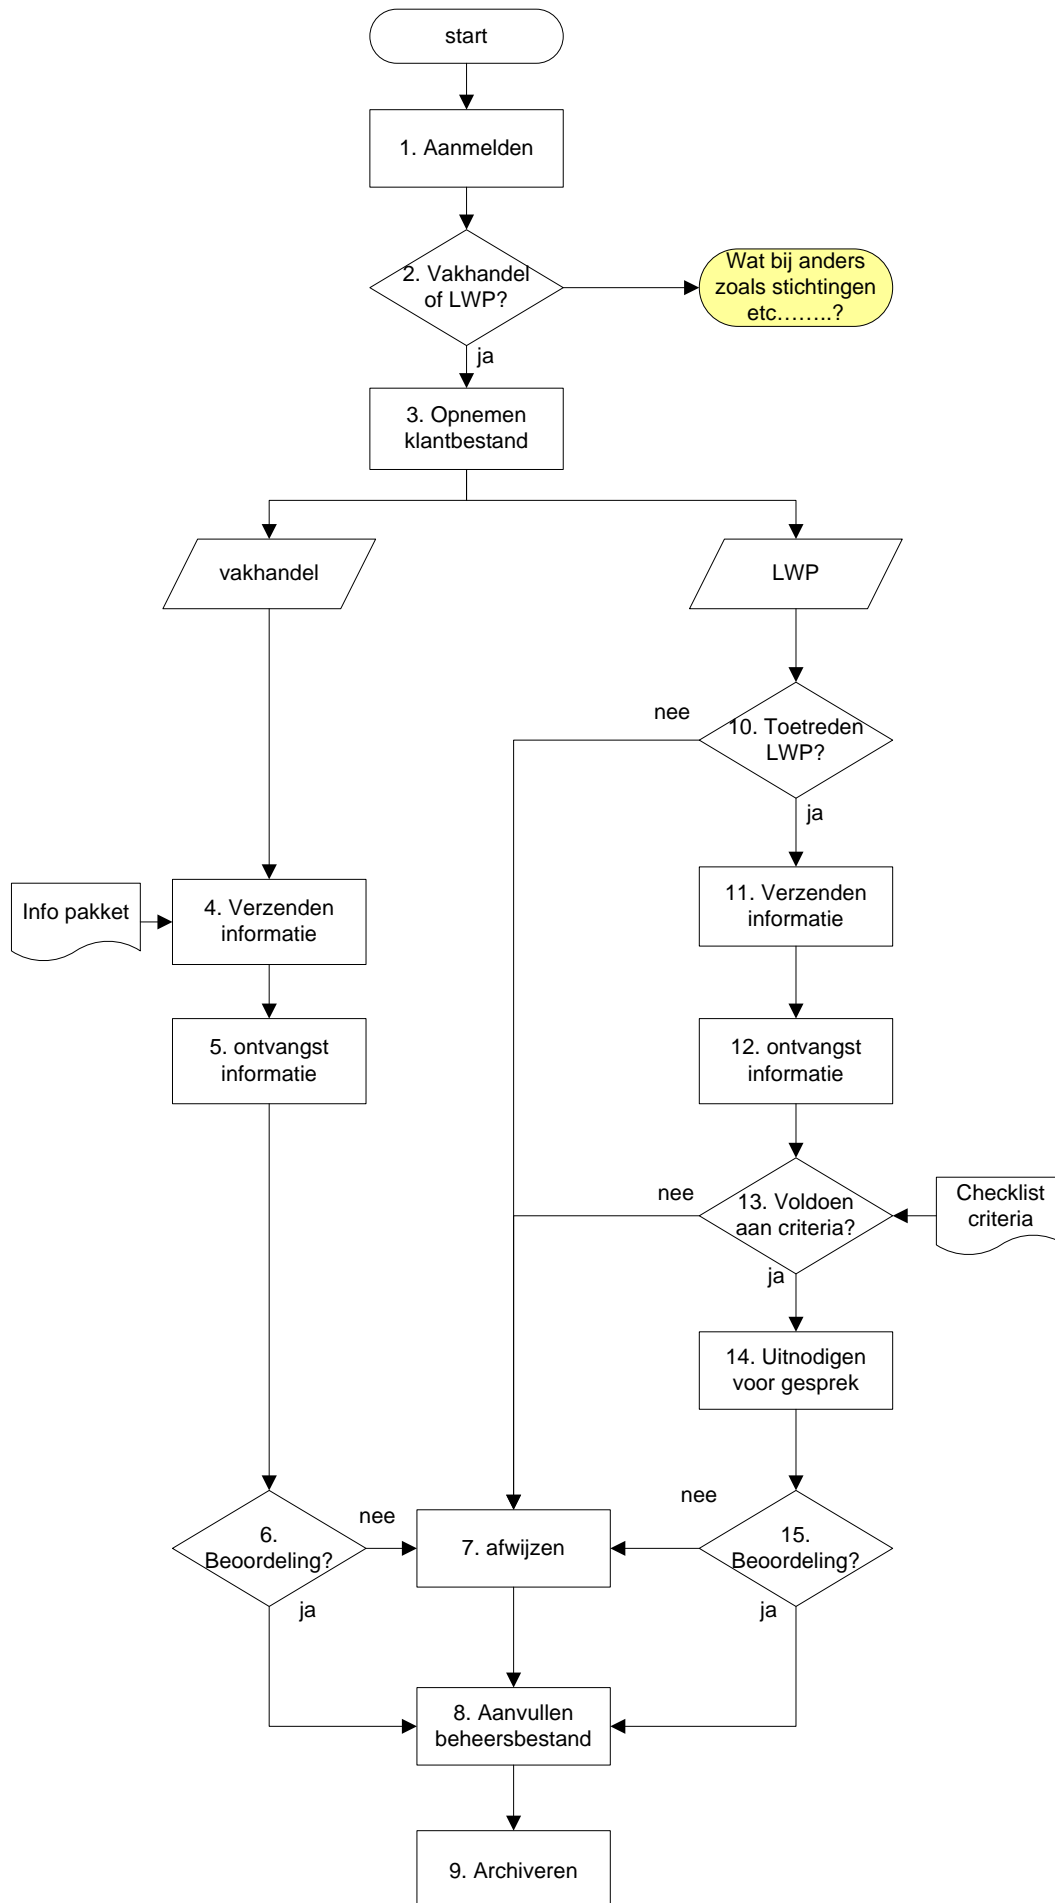 start
1. Aanmelden
2. Vakhandel
of LWP?
Wat bij anders
zoals stichtingen
etc……..?
ja
3. Opnemen
klantbestand
vakhandel
LWP
nee
10. Toetreden
LWP?
ja
Info pakket
4. Verzenden
informatie
11. Verzenden
informatie
5. ontvangst
informatie
12. ontvangst
informatie
nee
13. Voldoen
aan criteria?
Checklist
criteria
ja
14. Uitnodigen
voor gesprek
6.
Beoordeling?
nee
7. afwijzen
nee
15.
Beoordeling?
ja
ja
8. Aanvullen
beheersbestand
9. Archiveren